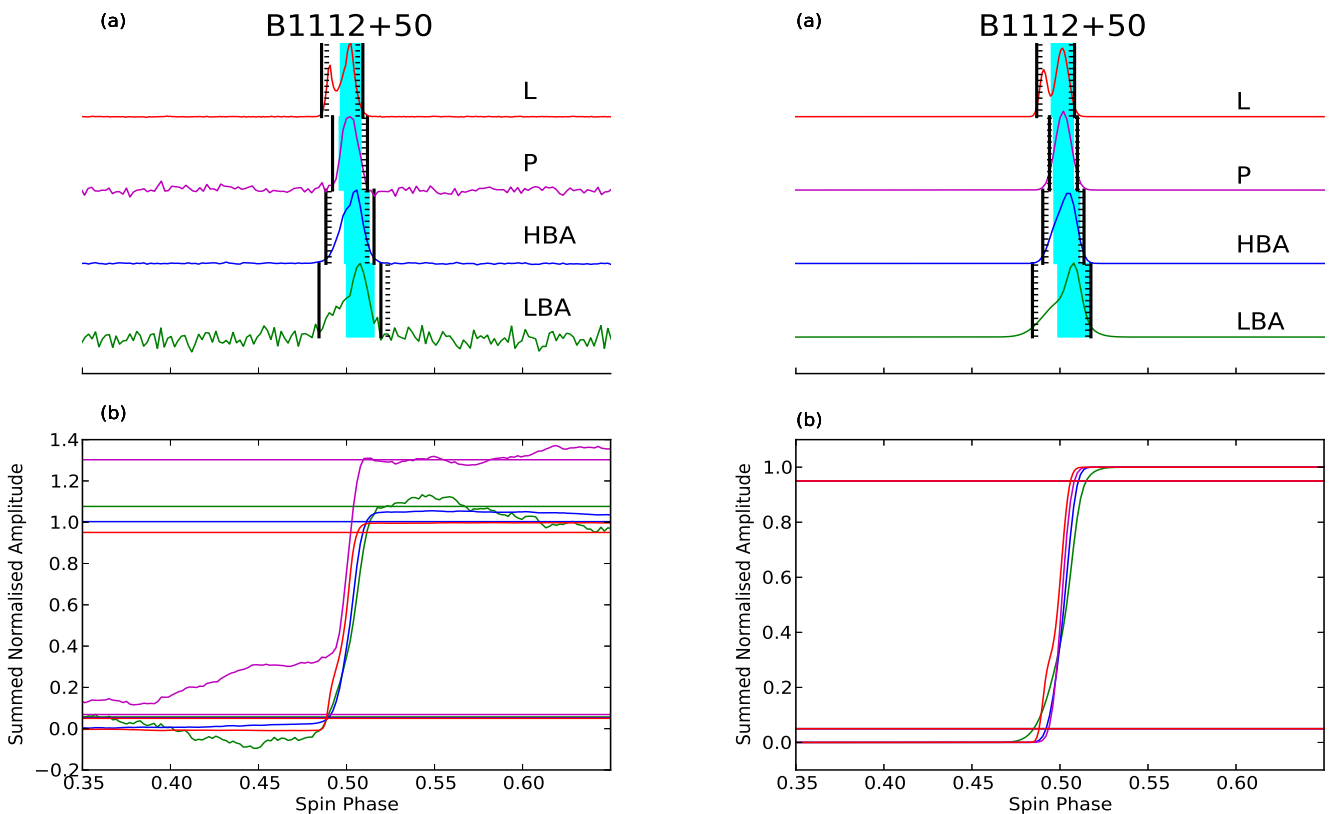 (a)
B1112+50
L
P
HBA
LBA
(b)
Summed Normalised Amplitude
1.4
1.2
1.0
0.8
0.6
0.4
0.2
0.0
−0.2
0.35
0.40
0.45
0.50
0.55
0.60
Spin Phase
(a)
B1112+50
L
P
HBA
LBA
(b)
Summed Normalised Amplitude
1.0
0.8
0.6
0.4
0.2
0.0
0.35
0.40
0.45
0.50
0.55
0.60
Spin Phase